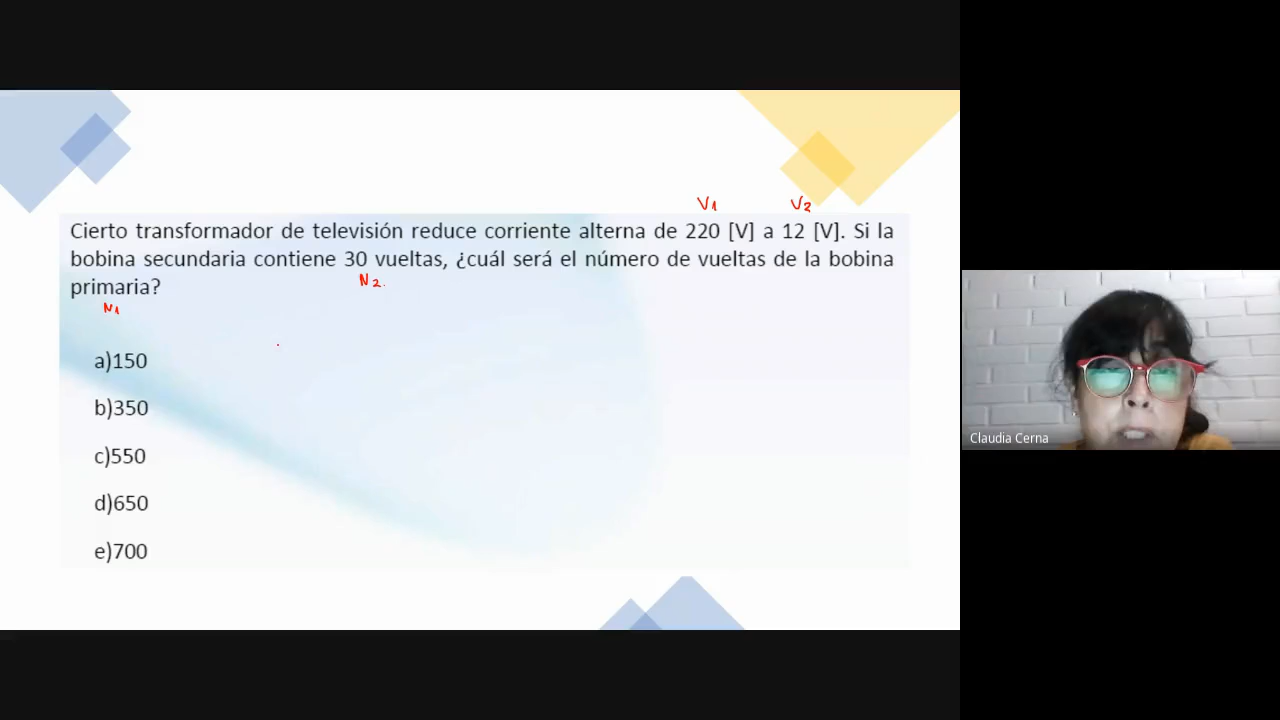 V1 V2
Cierto transformador de televisión reduce corriente alterna de 220 [V] a 12 [V]. Si la
bobina secundaria contiene 30 vueltas, ¿cuál será el número de vueltas de la bobina
N2.
primaria?
N1
a)150
b)350
c)550
d)650
e)700
Claudia Cerna